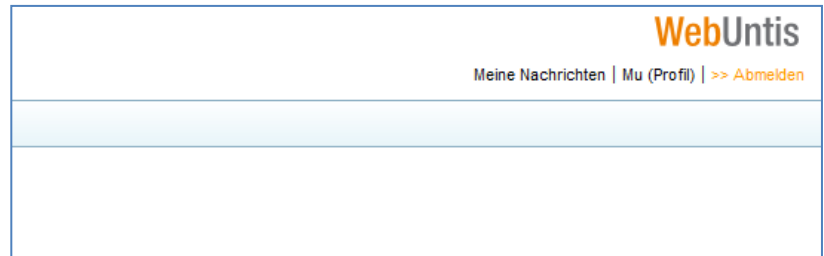 WebUntis
Meine Nachrichten | Mu (Profil) | >> Abmelden